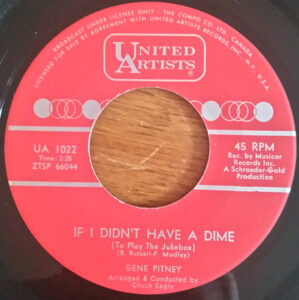 BROADCAST UNDER LICENSE ONLY - THE COMPO CO. LTD. CANADA
LICENSED FOR SALE BY AGREEMENT WITH UNITED ARTISTS RECORDS, INC., N.Y., U.S.A.
UNITED
ARTISTS®
UA 1022
Time: 2:28
ZTSP 66044
45 RPM
Rec. by Musicor
Records Inc.
A Schroeder-Gold
Production
IF I DIDN'T HAVE A DIME
(To Play The Jukebox)
(B. Russell-P. Medley)
GENE PITNEY
Arranged & Conducted by
Chuck Sagle